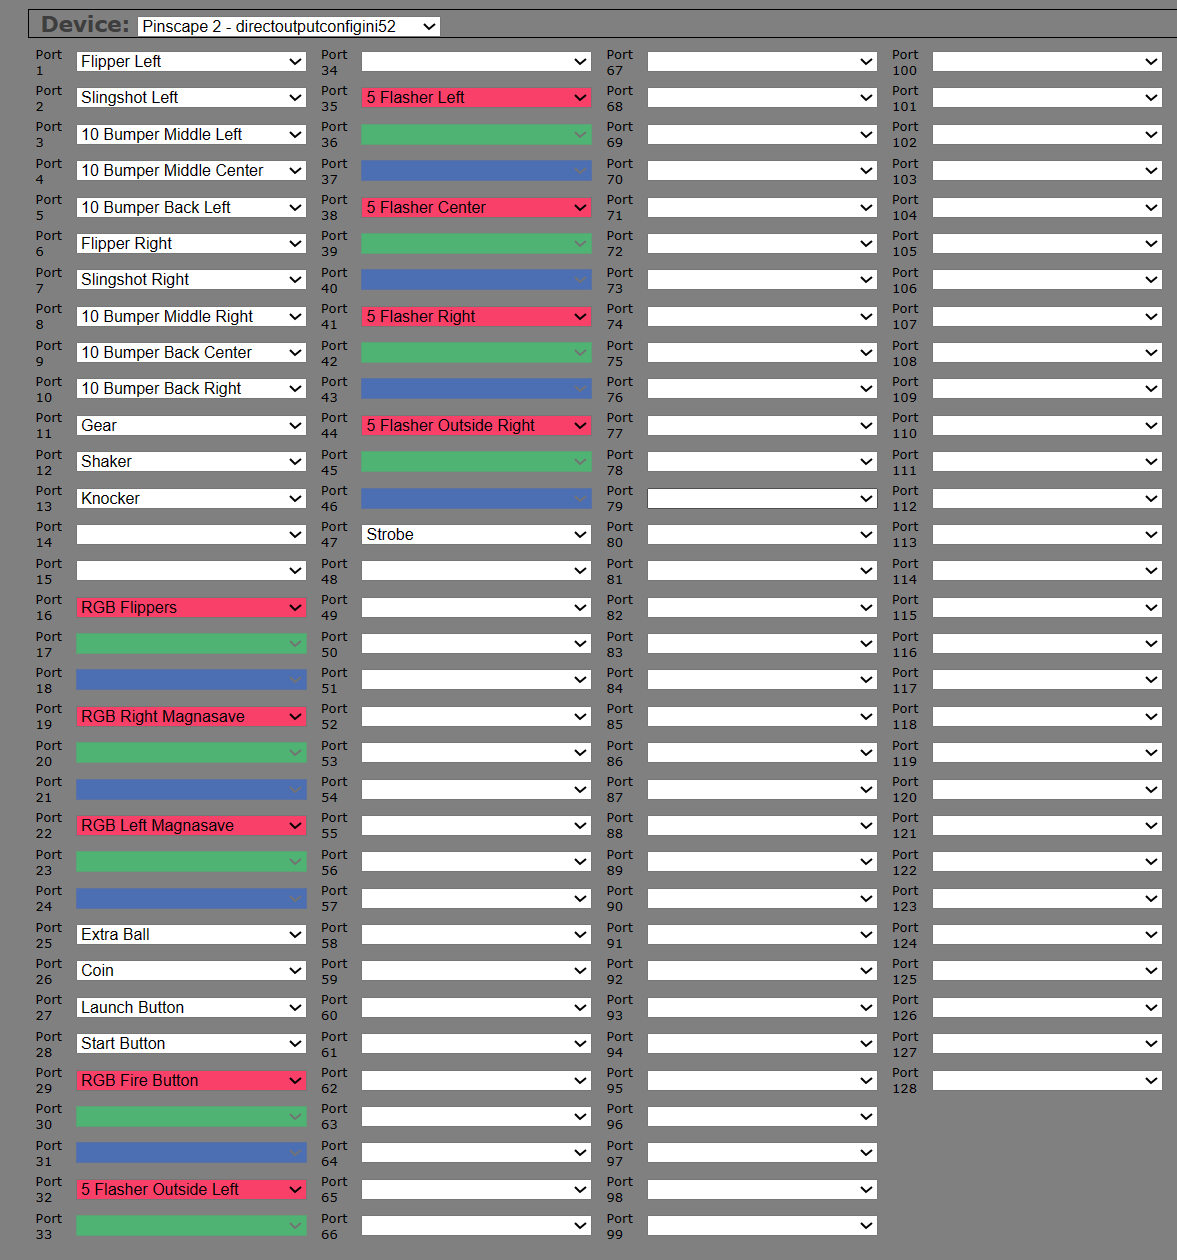 Device: Pinscape 2 - directoutputconfigini52
Port 1 Flipper Left
Port 2 Slingshot Left
Port 3 10 Bumper Middle Left
Port 4 10 Bumper Middle Center
Port 5 10 Bumper Back Left
Port 6 Flipper Right
Port 7 Slingshot Right
Port 8 10 Bumper Middle Right
Port 9 10 Bumper Back Center
Port 10 10 Bumper Back Right
Port 11 Gear
Port 12 Shaker
Port 13 Knocker
Port 14
Port 15
Port 16 RGB Flippers
Port 17
Port 18
Port 19 RGB Right Magnasave
Port 20
Port 21
Port 22 RGB Left Magnasave
Port 23
Port 24
Port 25 Extra Ball
Port 26 Coin
Port 27 Launch Button
Port 28 Start Button
Port 29 RGB Fire Button
Port 30
Port 31
Port 32 5 Flasher Outside Left
Port 33
Port 34
Port 35 5 Flasher Left
Port 36
Port 37
Port 38 5 Flasher Center
Port 39
Port 40
Port 41 5 Flasher Right
Port 42
Port 43
Port 44 5 Flasher Outside Right
Port 45
Port 46
Port 47 Strobe
Port 48
Port 49
Port 50
Port 51
Port 52
Port 53
Port 54
Port 55
Port 56
Port 57
Port 58
Port 59
Port 60
Port 61
Port 62
Port 63
Port 64
Port 65
Port 66
Port 67
Port 68
Port 69
Port 70
Port 71
Port 72
Port 73
Port 74
Port 75
Port 76
Port 77
Port 78
Port 79
Port 80
Port 81
Port 82
Port 83
Port 84
Port 85
Port 86
Port 87
Port 88
Port 89
Port 90
Port 91
Port 92
Port 93
Port 94
Port 95
Port 96
Port 97
Port 98
Port 99
Port 100
Port 101
Port 102
Port 103
Port 104
Port 105
Port 106
Port 107
Port 108
Port 109
Port 110
Port 111
Port 112
Port 113
Port 114
Port 115
Port 116
Port 117
Port 118
Port 119
Port 120
Port 121
Port 122
Port 123
Port 124
Port 125
Port 126
Port 127
Port 128